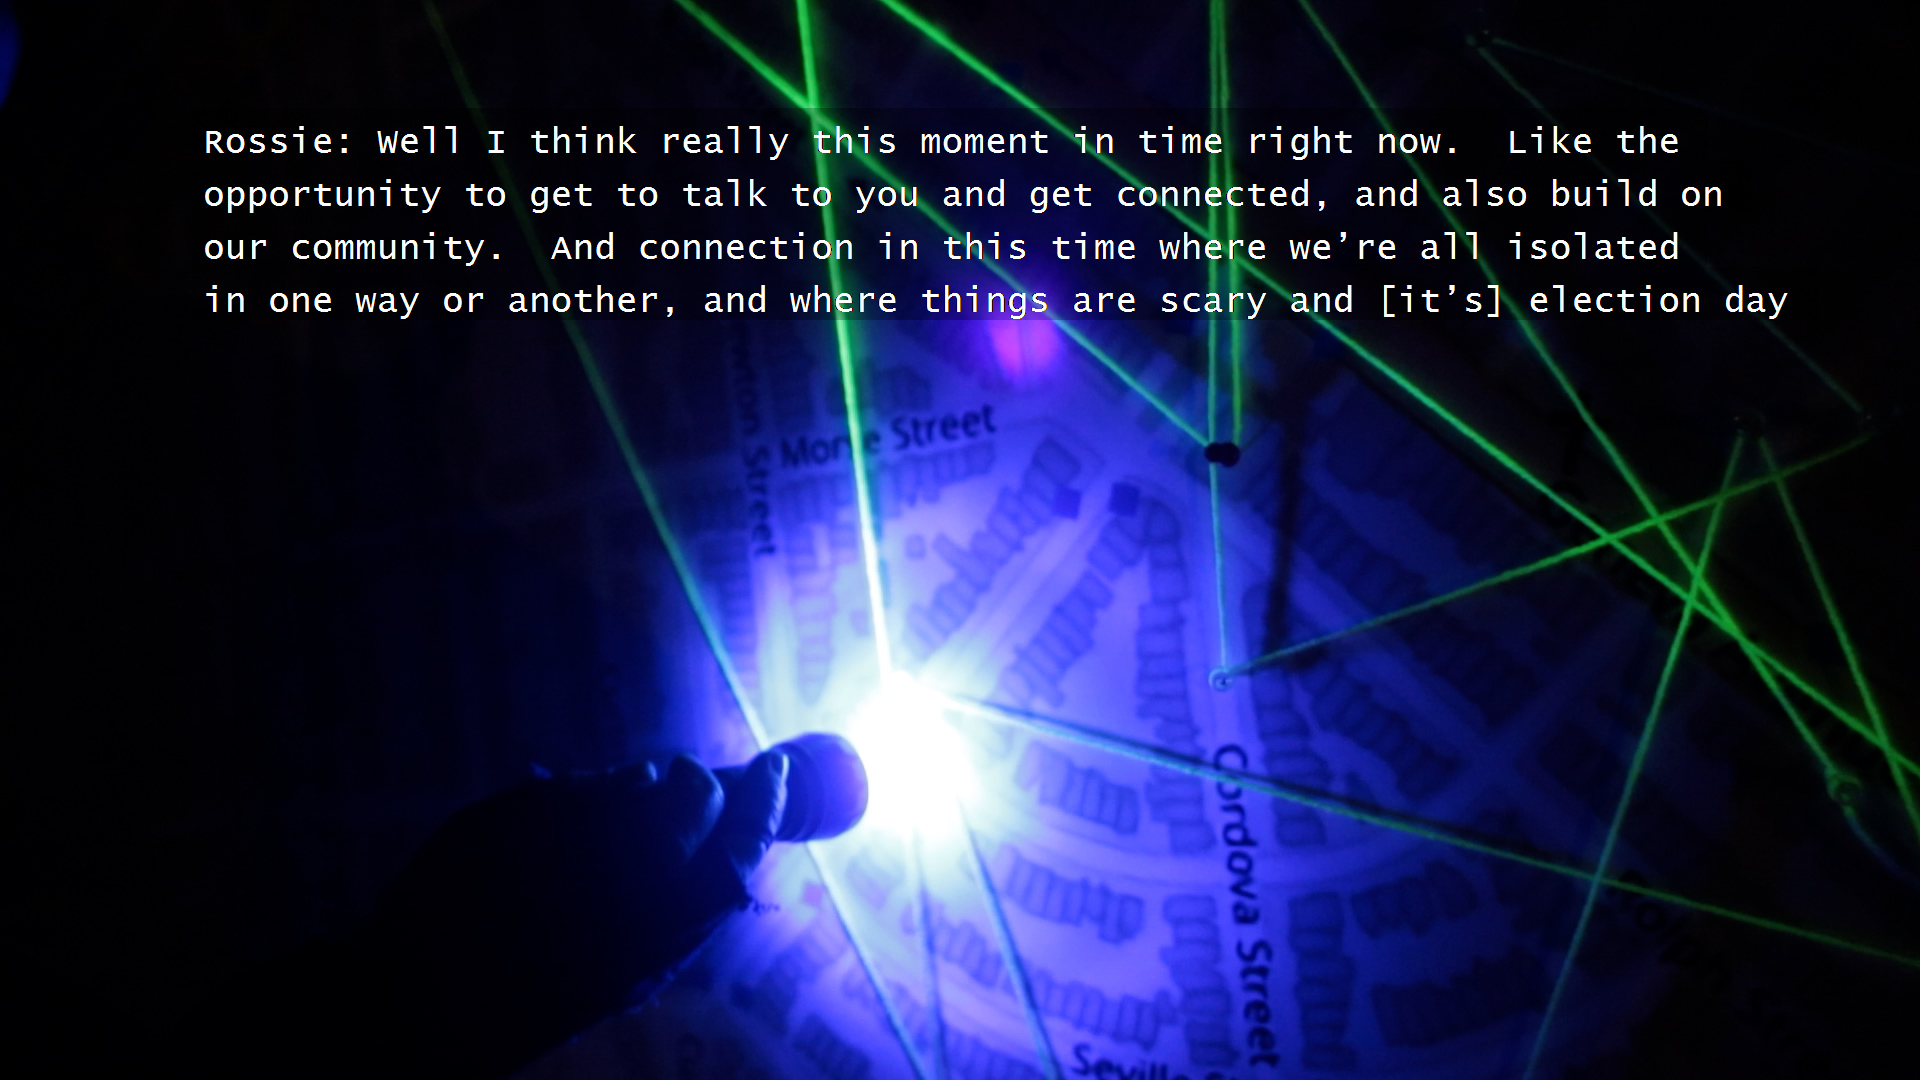 Rossie: Well I think really this moment in time right now.  Like the
opportunity to get to talk to you and get connected, and also build on
our community.  And connection in this time where we’re all isolated
in one way or another, and where things are scary and [it’s] election day
Street
Street
Cordova Street